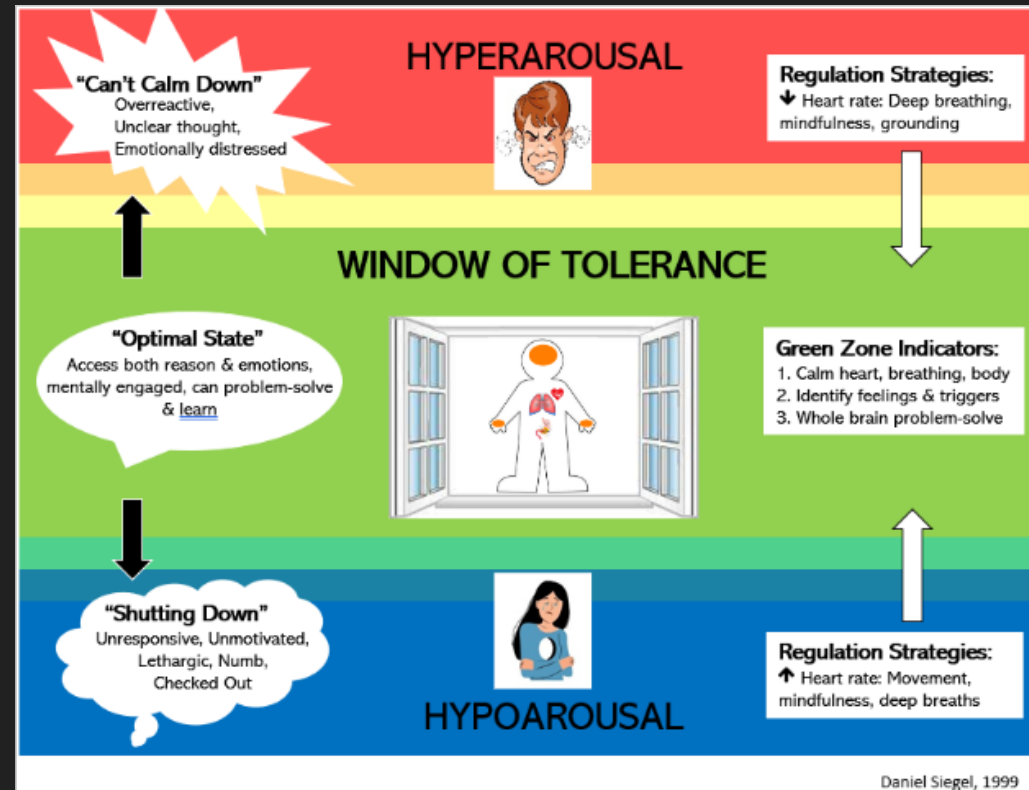 HYPERAROUSAL
“Can’t Calm Down”
Overreactive,
Unclear thought,
Emotionally distressed
Regulation Strategies:
🡇 Heart rate: Deep breathing,
mindfulness, grounding
WINDOW OF TOLERANCE
“Optimal State”
Access both reason & emotions,
mentally engaged, can problem-solve
& learn
Green Zone Indicators:
1. Calm heart, breathing, body
2. Identify feelings & triggers
3. Whole brain problem-solve
“Shutting Down”
Unresponsive, Unmotivated,
Lethargic, Numb,
Checked Out
HYPOAROUSAL
Regulation Strategies:
🡅 Heart rate: Movement,
mindfulness, deep breaths
Daniel Siegel, 1999